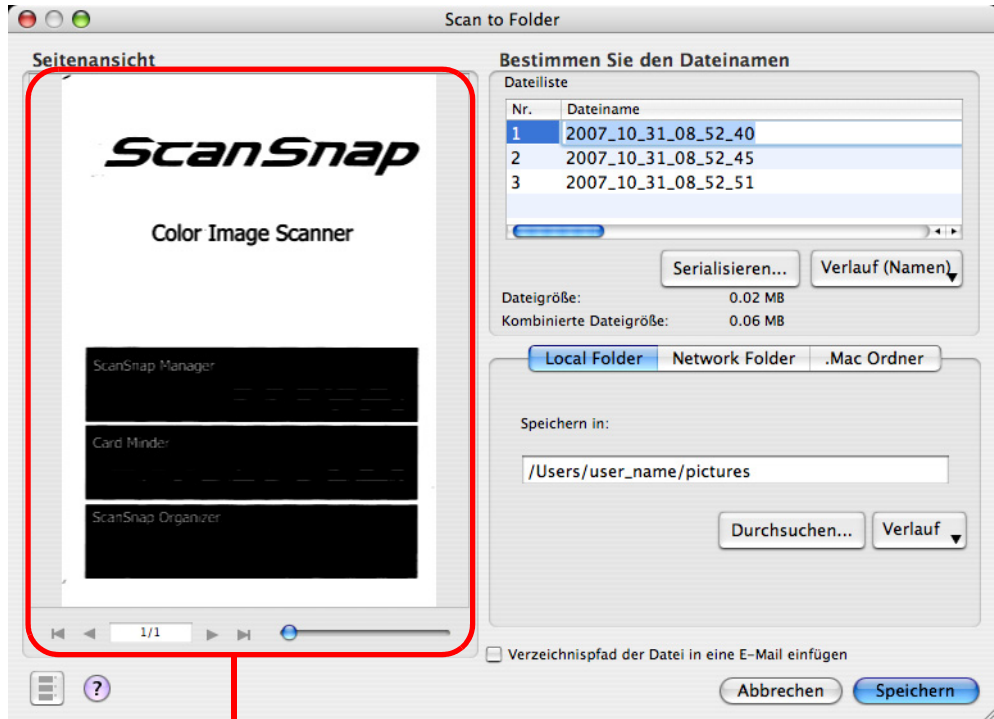 Scan to Folder
Seitenansicht
ScanSnap
Color Image Scanner
ScanSnap Manager
Card Minder
ScanSnap Organizer
1/1
?
Bestimmen Sie den Dateinamen
Dateiliste
Nr. Dateiname
1 2007_10_31_08_52_40
2 2007_10_31_08_52_45
3 2007_10_31_08_52_51
Serialisieren... Verlauf (Namen)
Dateigröße: 0.02 MB
Kombinierte Dateigröße: 0.06 MB
Local Folder Network Folder .Mac Ordner
Speichern in:
/Users/user_name/pictures
Durchsuchen... Verlauf
Verzeichnispfad der Datei in eine E-Mail einfügen
Abbrechen Speichern